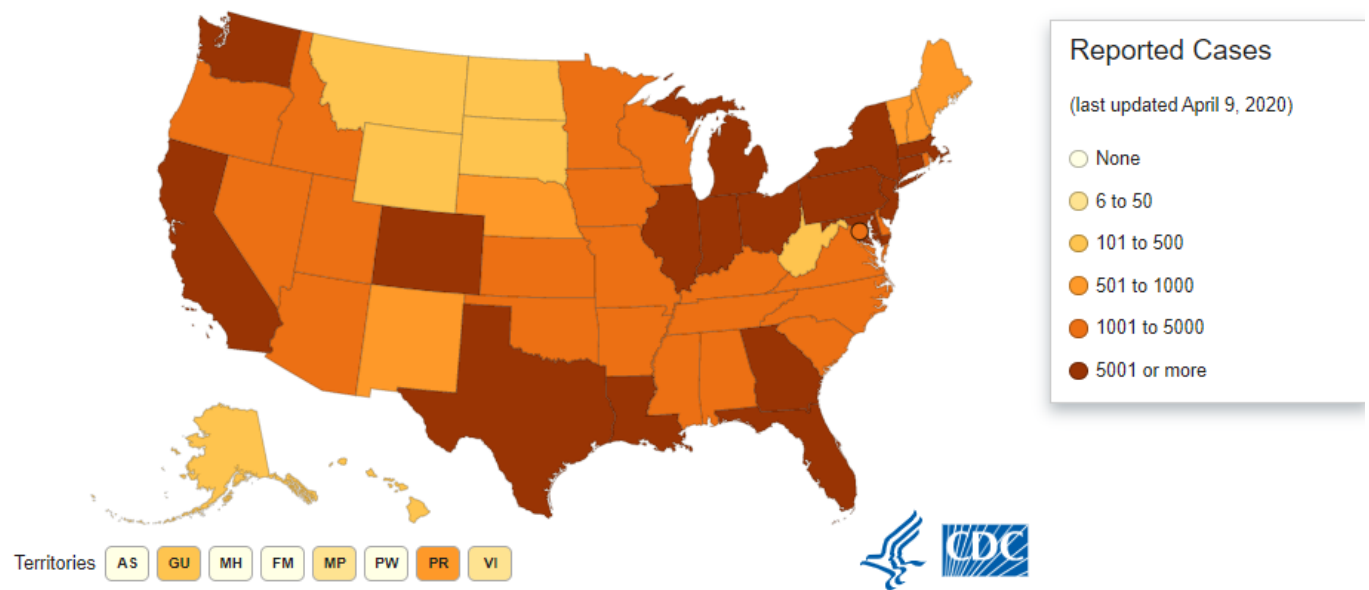 Reported Cases
(last updated April 9, 2020)
None
6 to 50
101 to 500
501 to 1000
1001 to 5000
5001 or more
Territories AS GU MH FM MP PW PR VI
CDC